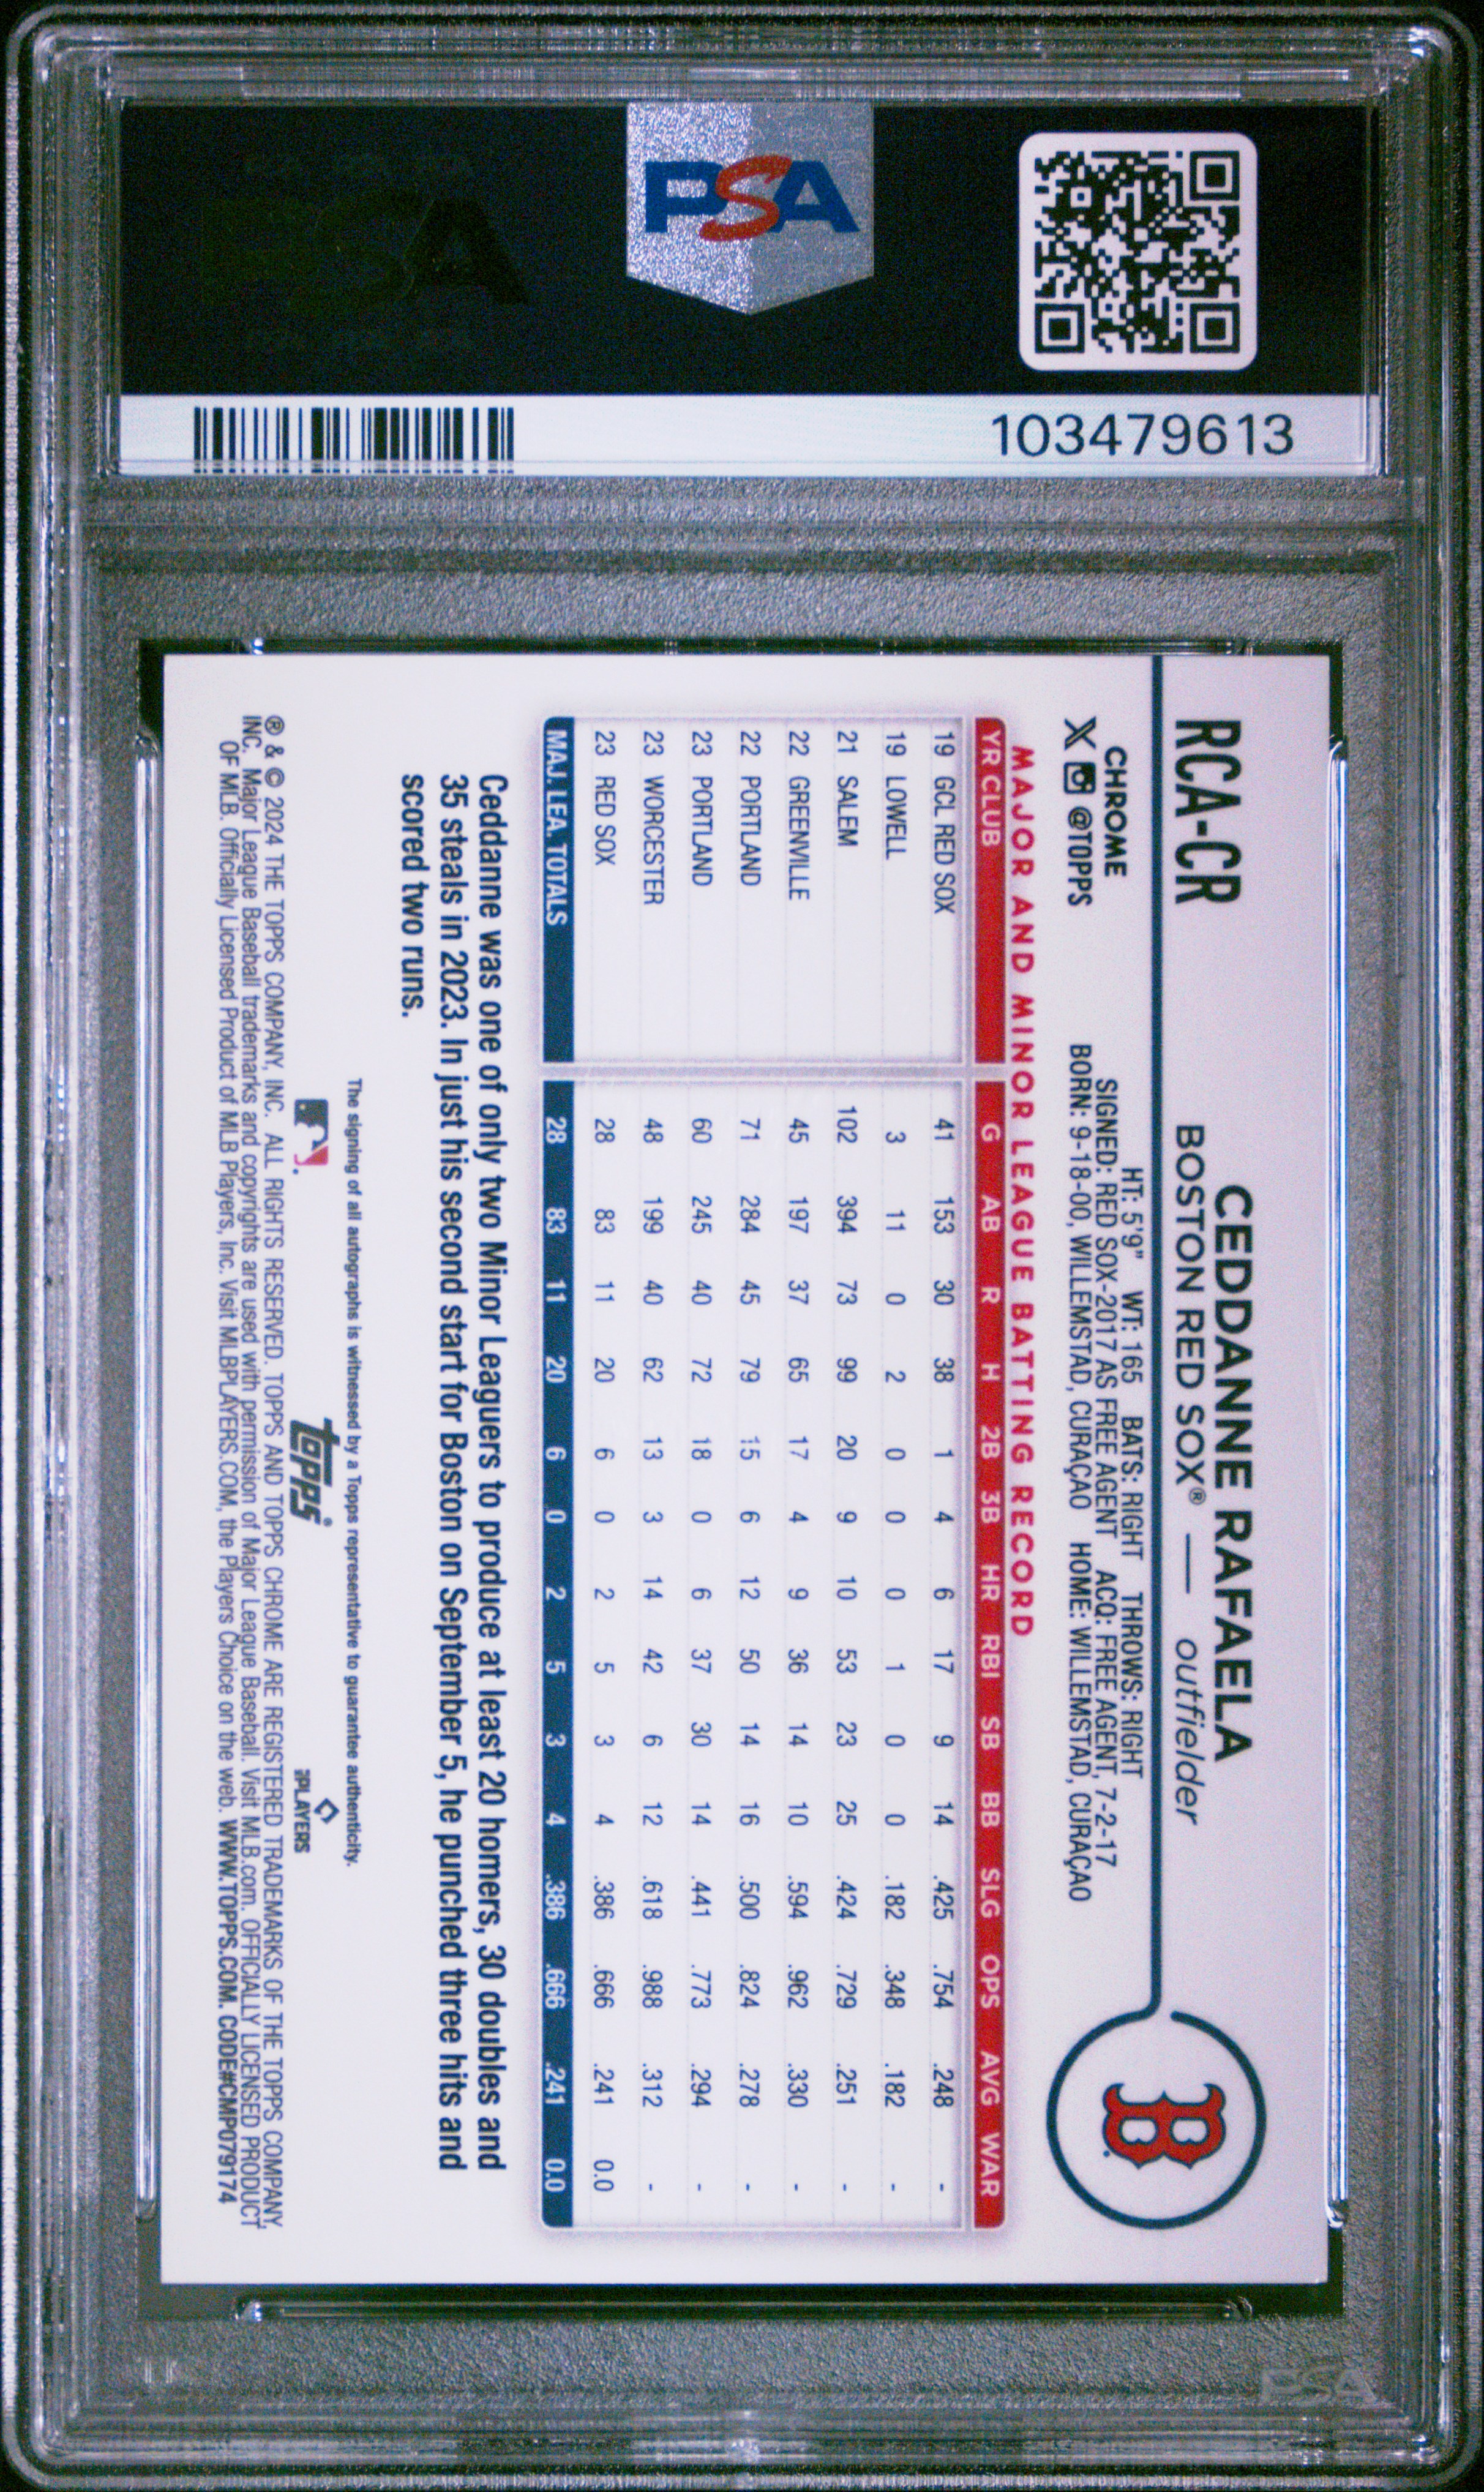 PSA
103479613
RCA-CR
CEDDANNE RAFAELA
BOSTON RED SOX® — outfielder
B
CHROME
X @TOPPS
HT: 5'9" WT: 165 BATS: RIGHT THROWS: RIGHT
SIGNED: RED SOX-2017 AS FREE AGENT ACQ: FREE AGENT, 7-2-17
BORN: 9-18-00, WILLEMSTAD, CURAÇAO HOME: WILLEMSTAD, CURAÇAO
MAJOR AND MINOR LEAGUE BATTING RECORD
YR CLUB G AB R H 2B 3B HR RBI SB BB SLG OPS AVG WAR
19 GCL RED SOX 41 153 30 38 1 4 6 17 9 14 .425 .754 .248 -
19 LOWELL 3 11 0 2 0 0 0 1 0 0 .182 .348 .182 -
21 SALEM 102 394 73 99 20 9 10 53 23 25 .424 .729 .251 -
22 GREENVILLE 45 197 37 65 17 4 9 36 14 10 .594 .962 .330 -
22 PORTLAND 71 284 45 79 15 6 12 50 14 16 .500 .824 .278 -
23 PORTLAND 60 245 40 72 18 0 6 37 30 14 .441 .773 .294 -
23 WORCESTER 48 199 40 62 13 3 14 42 6 12 .618 .988 .312 -
23 RED SOX 28 83 11 20 6 0 2 5 3 4 .386 .666 .241 0.0
MAJ. LEA. TOTALS 28 83 11 20 6 0 2 5 3 4 .386 .666 .241 0.0
Ceddanne was one of only two Minor Leaguers to produce at least 20 homers, 30 doubles and
35 steals in 2023. In just his second start for Boston on September 5, he punched three hits and
scored two runs.
The signing of all autographs is witnessed by a Topps representative to guarantee authenticity.
topps®
PLAYERS
® & © 2024 THE TOPPS COMPANY, INC. ALL RIGHTS RESERVED. TOPPS AND TOPPS CHROME ARE REGISTERED TRADEMARKS OF THE TOPPS COMPANY,
INC. Major League Baseball trademarks and copyrights are used with permission of Major League Baseball. Visit MLB.com. OFFICIALLY LICENSED PRODUCT
OF MLB. Officially Licensed Product of MLB Players, Inc. Visit MLBPLAYERS.COM, the Players Choice on the web. WWW.TOPPS.COM. CODE#CMP079174
PSA